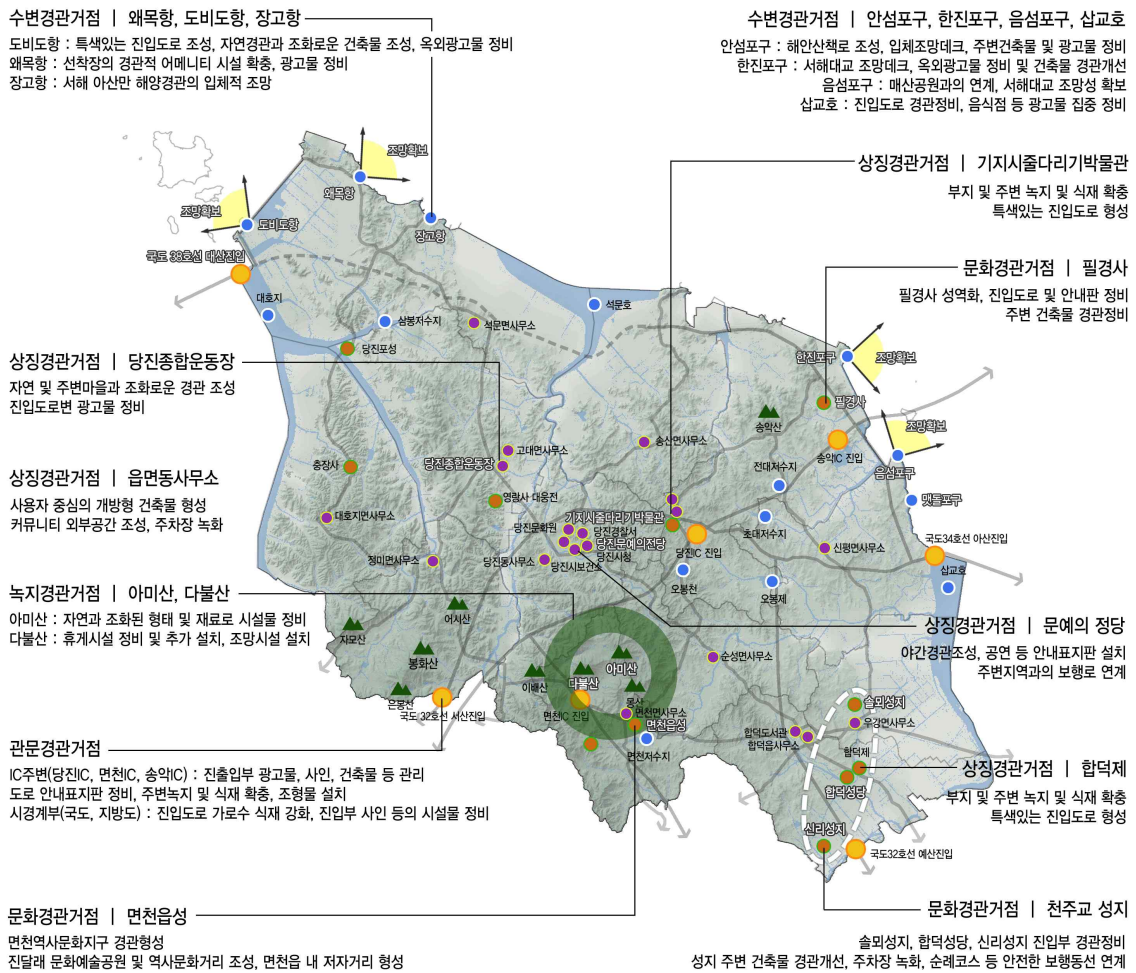 수변경관거점 | 왜목항, 도비도항, 장고항
도비도항 : 특색있는 진입도로 조성, 자연경관과 조화로운 건축물 조성, 옥외광고물 정비
왜목항 : 선착장의 경관적 어메니티 시설 확충, 광고물 정비
장고항 : 서해 아산만 해양경관의 입체적 조망
수변경관거점 | 안섬포구, 한진포구, 음섬포구, 삽교호
안섬포구 : 해안산책로 조성, 입체조망데크, 주변건축물 및 광고물 정비
한진포구 : 서해대교 조망데크, 옥외광고물 정비 및 건축물 경관개선
음섬포구 : 매산공원과의 연계, 서해대교 조망성 확보
삽교호 : 진입도로 경관정비, 음식점 등 광고물 집중 정비
상징경관거점 | 기지시줄다리기박물관
부지 및 주변 녹지 및 식재 확충
특색있는 진입도로 형성
문화경관거점 | 필경사
필경사 성역화, 진입도로 및 안내판 정비
주변 건축물 경관정비
조망확보
왜목항
조망확보
도비도항
장고항
국도 38호선 대산진입
대호지
삼봉저수지
석문면사무소
석문호
당진포성
한진포구
조망확보
필경사
송악산
조망확보
송악IC 진입
음섬포구
맷돌포구
상징경관거점 | 당진종합운동장
자연 및 주변마을과 조화로운 경관 조성
진입도로변 광고물 정비
고대면사무소
당진종합운동장
송산면사무소
전대저수지
충장사
영랑사 대웅전
상징경관거점 | 읍면동사무소
사용자 중심의 개방형 건축물 형성
커뮤니티 외부공간 조성, 주차장 녹화
대호지면사무소
기지시줄다리기박물관
당진문화원
당진경찰서
당진문예의전당
당진시청
당진시보건소
당진동사무소
정미면사무소
당진IC 진입
초대저수지
신평면사무소
국도34호선 아산진입
삽교호
오봉천
오봉제
녹지경관거점 | 아미산, 다불산
아미산 : 자연과 조화된 형태 및 재료로 시설물 정비
다불산 : 휴게시설 정비 및 추가 설치, 조망시설 설치
어시산
자모산
봉화산
은봉산
국도 32호선 서산진입
이배산
다불산
아미산
몽산
면천IC 진입
면천면사무소
면천읍성
면천저수지
순성면사무소
상징경관거점 | 문예의 정당
야간경관조성, 공연 등 안내표지판 설치
주변지역과의 보행로 연계
솔뫼성지
우강면사무소
합덕도서관
합덕읍사무소
합덕제
합덕성당
신리성지
국도32호선 예산진입
관문경관거점
IC주변(당진IC, 면천IC, 송악IC) : 진출입부 광고물, 사인, 건축물 등 관리
도로 안내표지판 정비, 주변녹지 및 식재 확충, 조형물 설치
시경계부(국도, 지방도) : 진입도로 가로수 식재 강화, 진입부 사인 등의 시설물 정비
상징경관거점 | 합덕제
부지 및 주변 녹지 및 식재 확충
특색있는 진입도로 형성
문화경관거점 | 면천읍성
면천역사문화지구 경관형성
진달래 문화예술공원 및 역사문화거리 조성, 면천읍 내 저자거리 형성
문화경관거점 | 천주교 성지
솔뫼성지, 합덕성당, 신리성지 진입부 경관정비
성지 주변 건축물 경관개선, 주차장 녹화, 순례코스 등 안전한 보행동선 연계